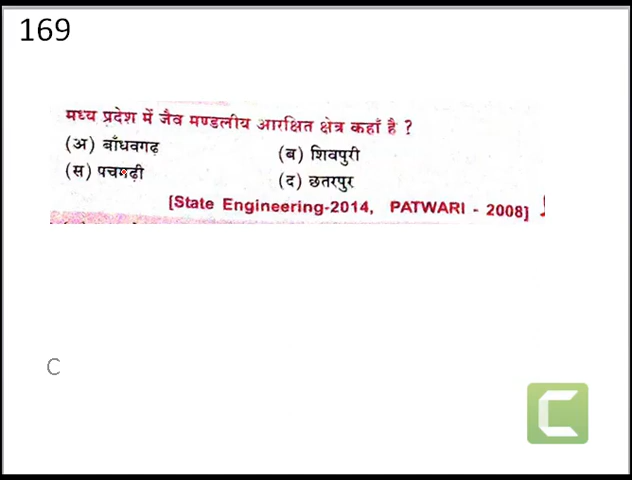 169
मध्य प्रदेश में जैव मण्डलीय आरक्षित क्षेत्र कहाँ है ?
(अ) बाँधवगढ़ (ब) शिवपुरी
(स) पचमढ़ी (द) छतरपुर
[State Engineering-2014, PATWARI - 2008]
C